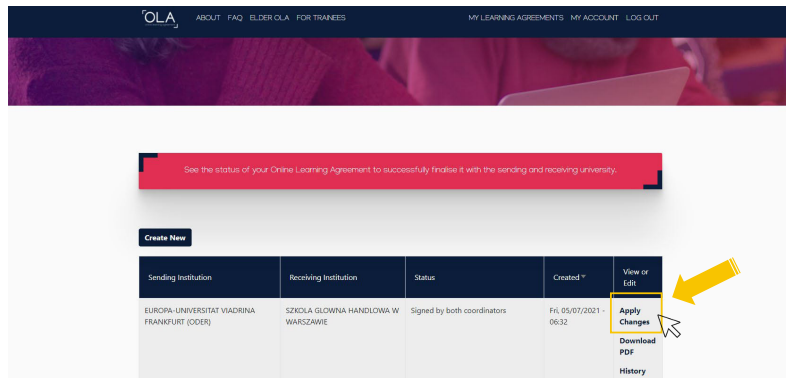 OLA ABOUT FAQ ELDER OLA FOR TRAINEES MY LEARNING AGREEMENTS MY ACCOUNT LOG OUT
See the status of your Online Learning Agreement to successfully finalise it with the sending and receiving university.
Create New
Sending Institution Receiving Institution Status Created View or
Edit
EUROPA-UNIVERSITAT VIADRINA SZKOLA GLOWNA HANDLOWA W Signed by both coordinators Fri, 05/07/2021 - Apply
FRANKFURT (ODER) WARSZAWIE 06:32 Changes
Download
PDF
History